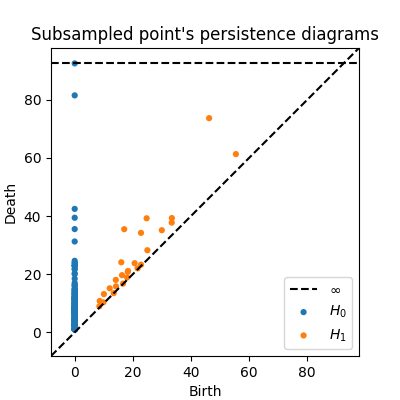 Subsampled point's persistence diagrams
Death
80
60
40
20
0
0 20 40 60 80
Birth
∞
H₀
H₁